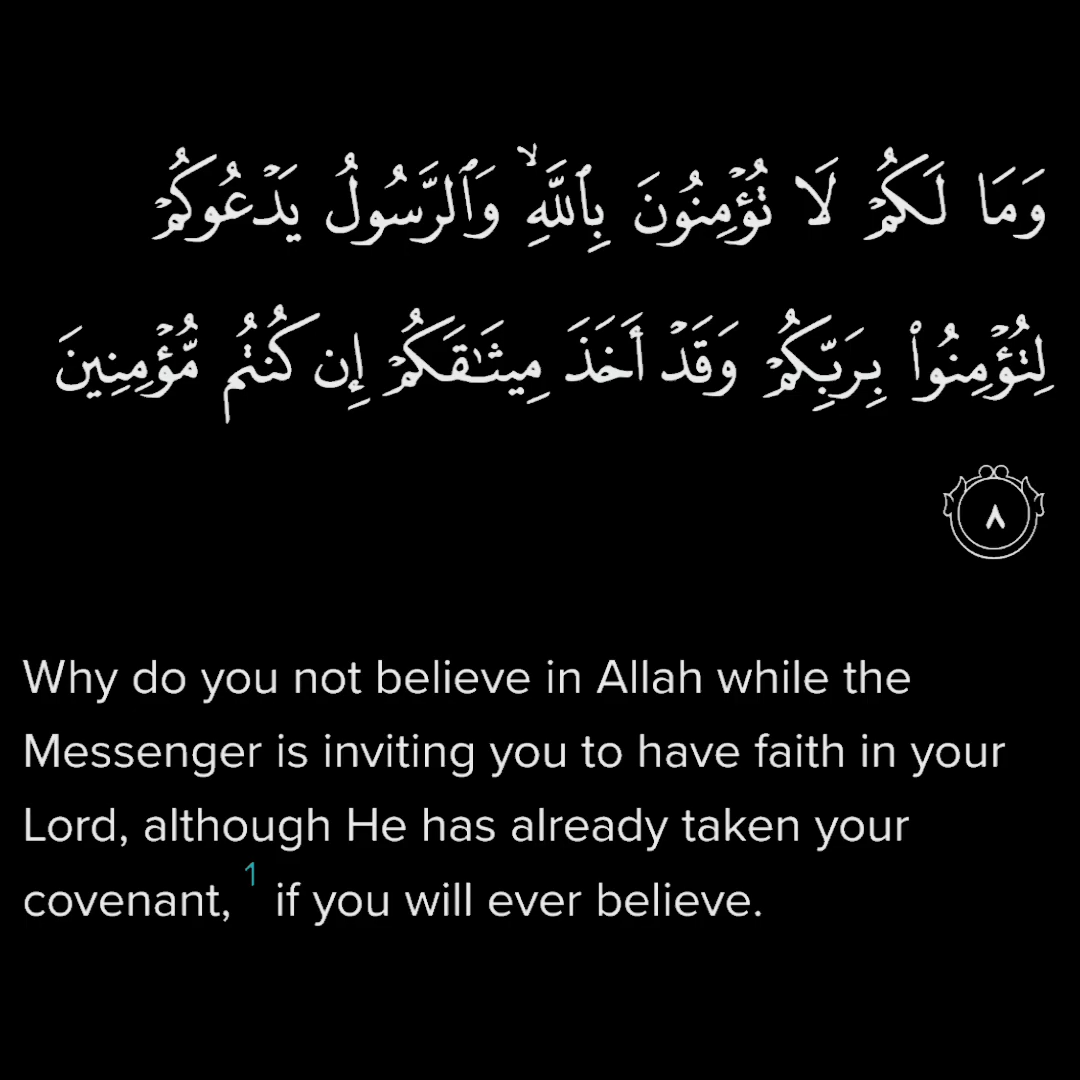 وَمَا لَكُمْ لَا تُؤْمِنُونَ بِٱللَّهِ ۙ وَٱلرَّسُولُ يَدْعُوكُمْ
لِتُؤْمِنُوا۟ بِرَبِّكُمْ وَقَدْ أَخَذَ مِيثَـٰقَكُمْ إِن كُنتُم مُّؤْمِنِينَ
٨
Why do you not believe in Allah while the
Messenger is inviting you to have faith in your
Lord, although He has already taken your
covenant, 1 if you will ever believe.